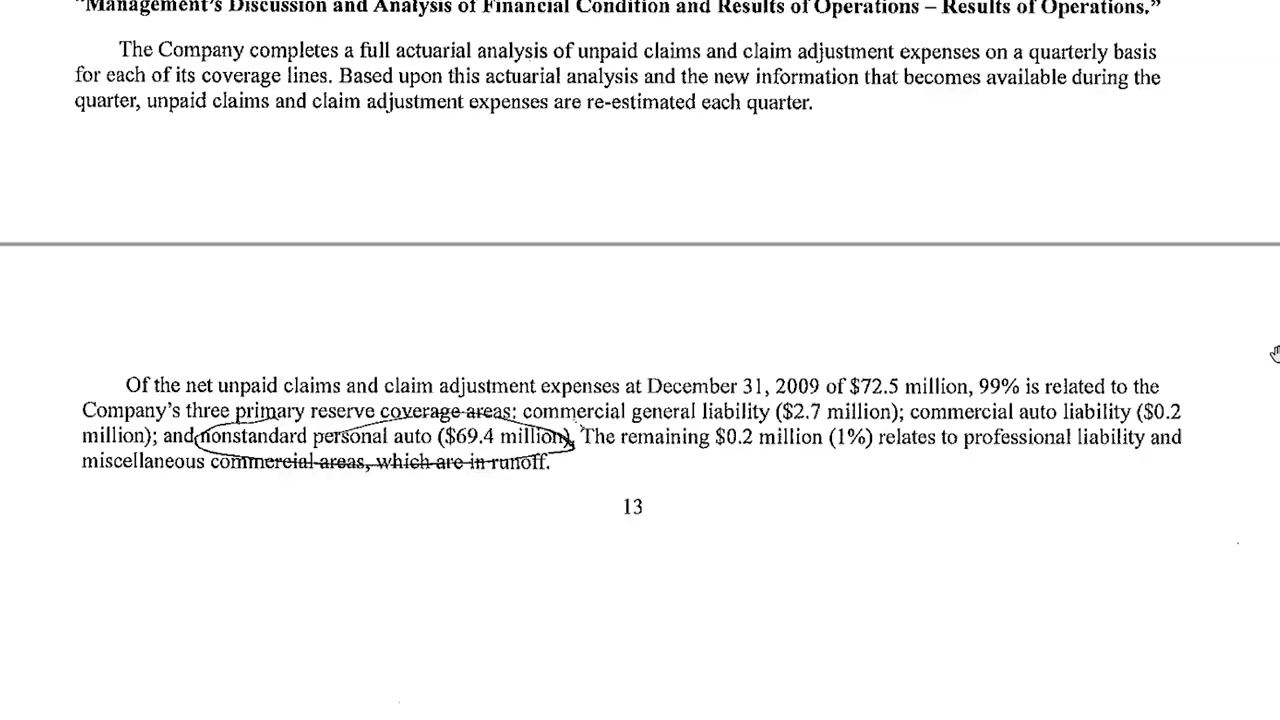 "Management's Discussion and Analysis of Financial Condition and Results of Operations – Results of Operations."
The Company completes a full actuarial analysis of unpaid claims and claim adjustment expenses on a quarterly basis
for each of its coverage lines. Based upon this actuarial analysis and the new information that becomes available during the
quarter, unpaid claims and claim adjustment expenses are re-estimated each quarter.
Of the net unpaid claims and claim adjustment expenses at December 31, 2009 of $72.5 million, 99% is related to the
Company's three primary reserve coverage areas: commercial general liability ($2.7 million); commercial auto liability ($0.2
million); and nonstandard personal auto ($69.4 million). The remaining $0.2 million (1%) relates to professional liability and
miscellaneous commercial areas, which are in runoff.
13